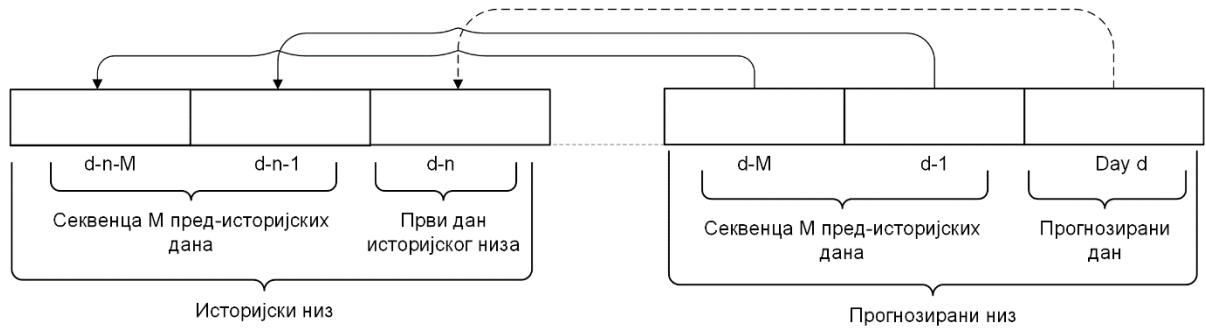 d-n-M
d-n-1
d-n
d-M
d-1
Day d
Секвенца М пред-историјских
дана
Први дан
историјског низа
Секвенца М пред-историјских
дана
Прогнозирани
дан
Историјски низ
Прогнозирани низ